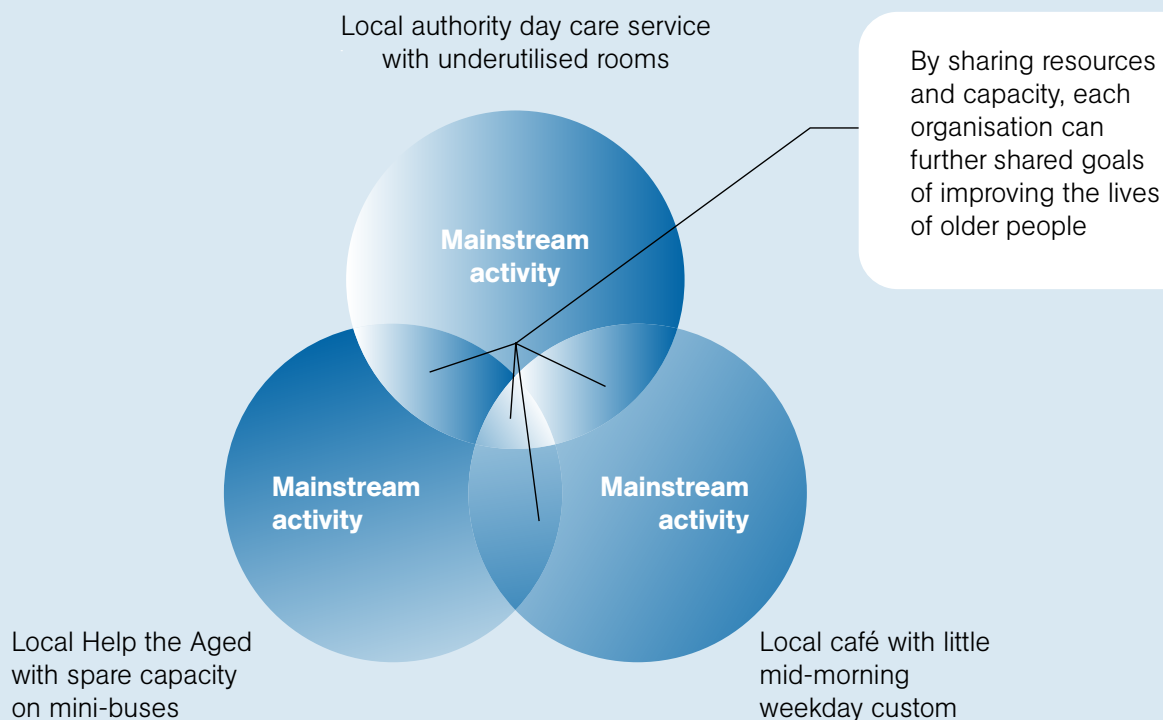 Local authority day care service
with underutilised rooms
By sharing resources
and capacity, each
organisation can
further shared goals
of improving the lives
of older people
Mainstream
activity
Mainstream
activity
Mainstream
activity
Local Help the Aged
with spare capacity
on mini-buses
Local café with little
mid-morning
weekday custom